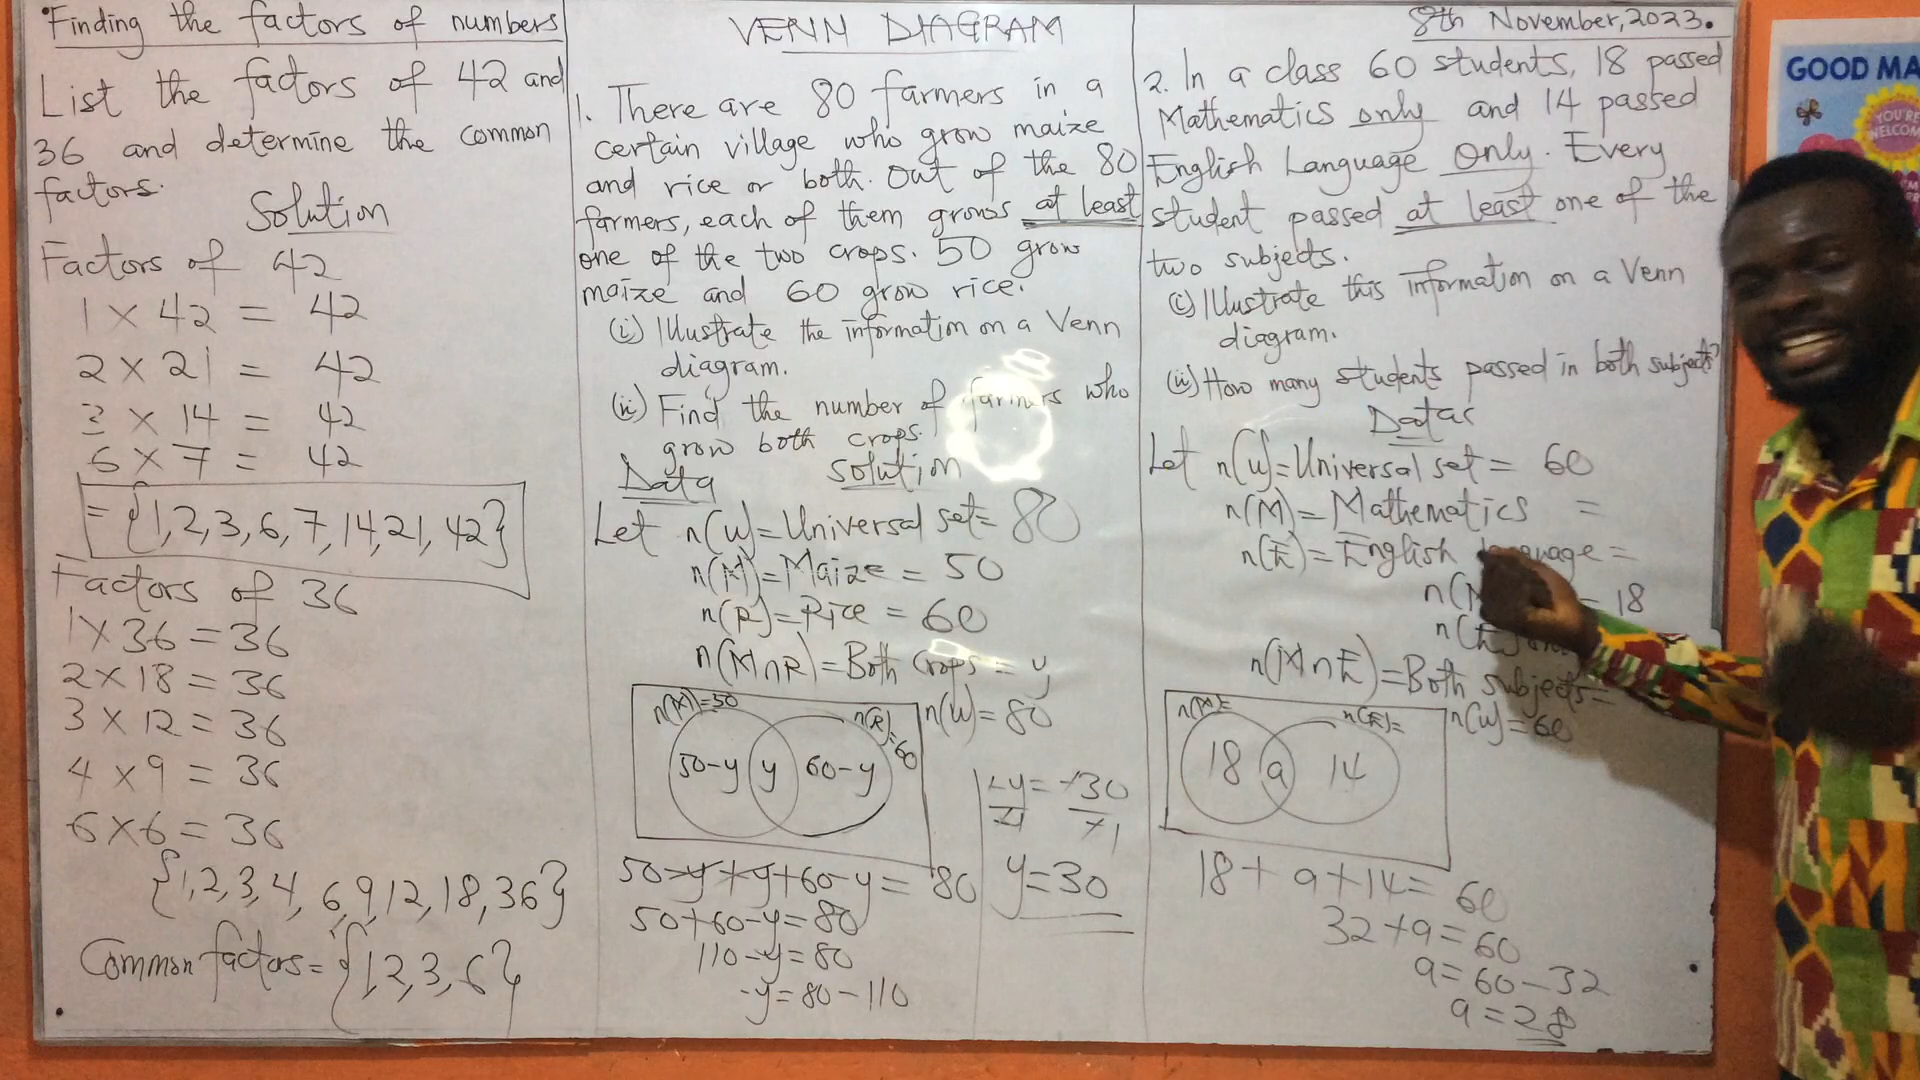 Finding the factors of numbers
List the factors of 42 and
36 and determine the common
factors.
Solution
Factors of 42
1 × 42 = 42
2 × 21 = 42
3 × 14 = 42
6 × 7 = 42
= {1,2,3,6,7,14,21,42}
Factors of 36
1×36 = 36
2×18 = 36
3 × 12 = 36
4 × 9 = 36
6×6 = 36
{1,2,3,4,6,9,12,18,36}
Common factors = {1,2,3,6}
VENN DIAGRAM
1. There are 80 farmers in a
certain village who grow maize
and rice or both. Out of the 80
farmers, each of them grows at least
one of the two crops. 50 grow
maize and 60 grow rice.
(i) Illustrate the information on a Venn
diagram.
(ii) Find the number of farmers who
grow both crops.
Data Solution
Let n(U)=Universal set= 80
n(M)=Maize = 50
n(R)=Rice = 60
n(M∩R)=Both Crops = y
n(M)=50
n(R)=60
n(U)=80
50-y y 60-y
50-y+y+60-y = 80
50+60-y=80
110-y=80
-y=80-110
-y = -30
-1 -1
y=30
8th November, 2023.
2. In a class 60 students, 18 passed
Mathematics only and 14 passed
English Language Only. Every
student passed at least one of the
two subjects.
(i) Illustrate this information on a Venn
diagram.
(ii) How many students passed in both subjects?
Datas
Let n(U)=Universal set = 60
n(M)=Mathematics =
n(E)=English language =
= 18
n(M∩E)=Both subjects=
n(M)=
n(E)=
n(U)=60
18 a 14
18+ a+14= 60
32+a=60
a=60-32
a=28
GOOD MA
YOU'RE
WELCOM